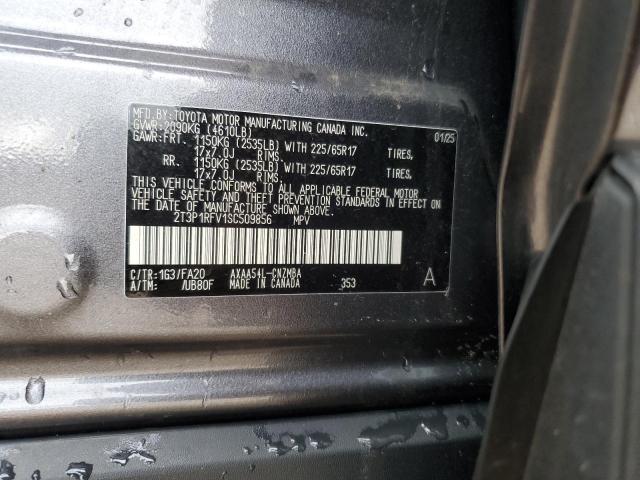 MFD.BY:TOYOTA MOTOR MANUFACTURING CANADA INC.
GVWR:2090KG (4610LB) 01/25
GAWR:FRT. 1150KG (2535LB) WITH 225/65R17 TIRES,
17x7.0J RIMS.
RR. 1150KG (2535LB) WITH 225/65R17 TIRES,
17x7.0J RIMS.
THIS VEHICLE CONFORMS TO ALL APPLICABLE FEDERAL MOTOR
VEHICLE SAFETY AND THEFT PREVENTION STANDARDS IN EFFECT ON
THE DATE OF MANUFACTURE SHOWN ABOVE.
2T3P1RFV1SC509856 MPV
C/TR:1G3/FA20 AXAA54L-CNZMBA
A/TM: /UB80F MADE IN CANADA 353 A